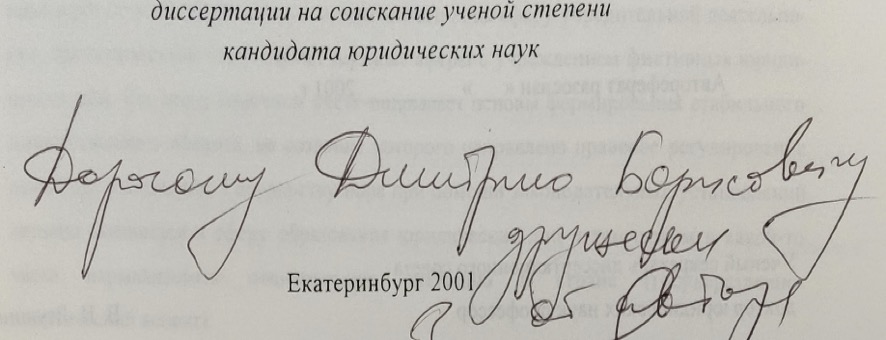 диссертации на соискание ученой степени
кандидата юридических наук
Дорогому Дмитрию Борисовичу
дружески
Екатеринбург 2001
от автора